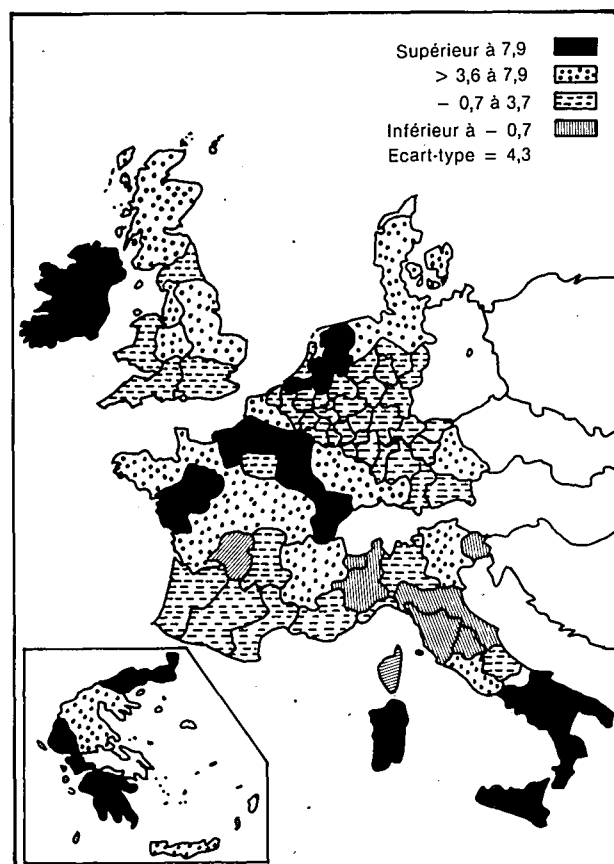 Supérieur à 7,9
> 3,6 à 7,9
– 0,7 à 3,7
Inférieur à – 0,7
Ecart-type = 4,3